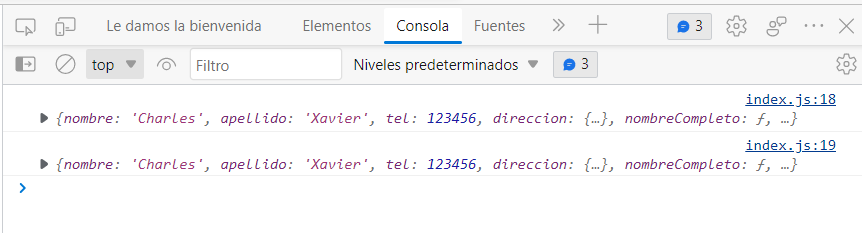 Le damos la bienvenida Elementos Consola Fuentes 3
top Filtro Niveles predeterminados 3
index.js:18
{nombre: 'Charles', apellido: 'Xavier', tel: 123456, direccion: {…}, nombreCompleto: ƒ, …}
index.js:19
{nombre: 'Charles', apellido: 'Xavier', tel: 123456, direccion: {…}, nombreCompleto: ƒ, …}